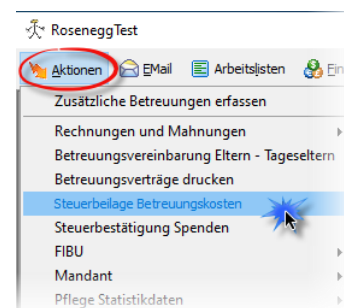 RoseneggTest
Aktionen EMail Arbeitslisten Ein
Zusätzliche Betreuungen erfassen
Rechnungen und Mahnungen
Betreuungsvereinbarung Eltern - Tageseltern
Betreuungsverträge drucken
Steuerbeilage Betreuungskosten
Steuerbestätigung Spenden
FIBU
Mandant
Pflege Statistikdaten